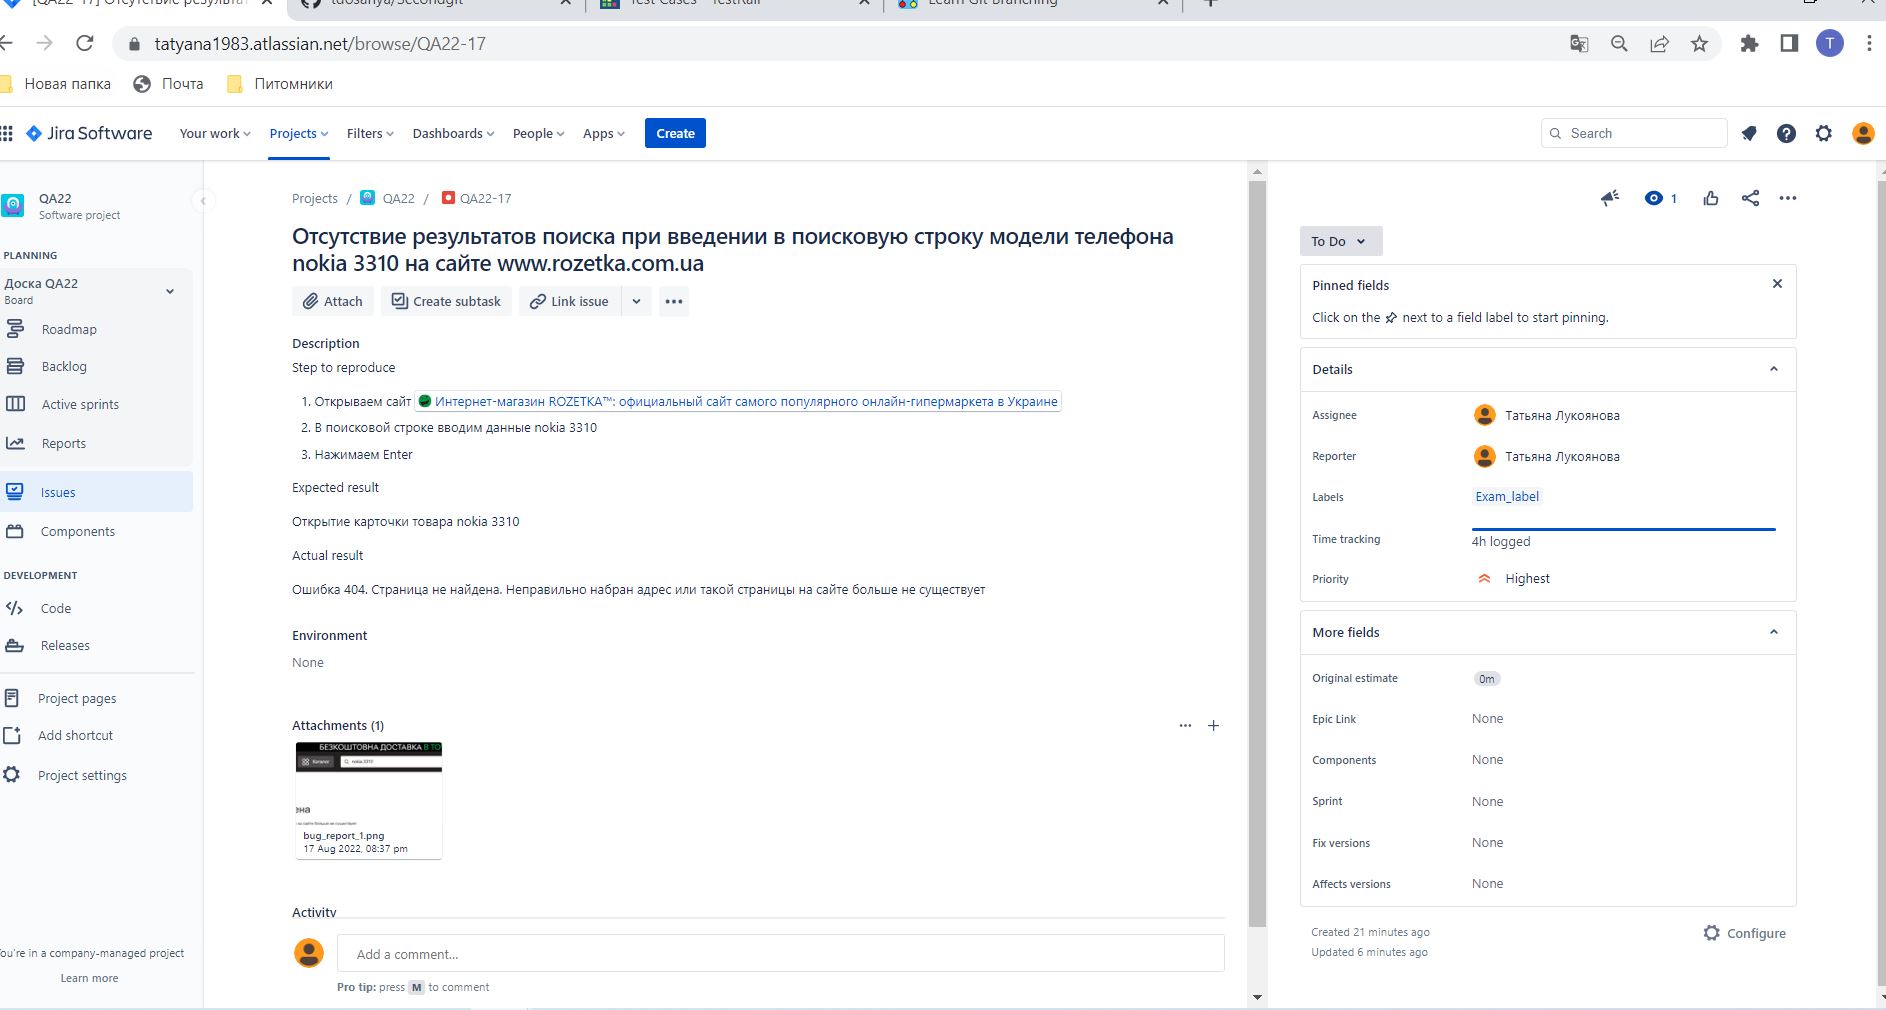 [QA22-17] Отсутствие результат
tdosanya/Secondgit
Test Cases - TestRail
Learn Git Branching
tatyana1983.atlassian.net/browse/QA22-17
T
Новая папка
Почта
Питомники
Jira Software
Your work
Projects
Filters
Dashboards
People
Apps
Create
Search
QA22
Software project
PLANNING
Доска QA22
Board
Roadmap
Backlog
Active sprints
Reports
Issues
Components
DEVELOPMENT
Code
Releases
Project pages
Add shortcut
Project settings
You're in a company-managed project
Learn more
Projects / QA22 / QA22-17
Отсутствие результатов поиска при введении в поисковую строку модели телефона
nokia 3310 на сайте www.rozetka.com.ua
Attach
Create subtask
Link issue
Description
Step to reproduce
1. Открываем сайт Интернет-магазин ROZETKA™: официальный сайт самого популярного онлайн-гипермаркета в Украине
2. В поисковой строке вводим данные nokia 3310
3. Нажимаем Enter
Expected result
Открытие карточки товара nokia 3310
Actual result
Ошибка 404. Страница не найдена. Неправильно набран адрес или такой страницы на сайте больше не существует
Environment
None
Attachments (1)
БЕЗКОШТОВНА ДОСТАВКА В ТО
Каталог
nokia 3310
ена
на сайте больше не существует
bug_report_1.png
17 Aug 2022, 08:37 pm
Activity
Add a comment...
Pro tip: press M to comment
1
To Do
Pinned fields
Click on the next to a field label to start pinning.
Details
Assignee
Татьяна Лукоянова
Reporter
Татьяна Лукоянова
Labels
Exam_label
Time tracking
4h logged
Priority
Highest
More fields
Original estimate
0m
Epic Link
None
Components
None
Sprint
None
Fix versions
None
Affects versions
None
Created 21 minutes ago
Updated 6 minutes ago
Configure